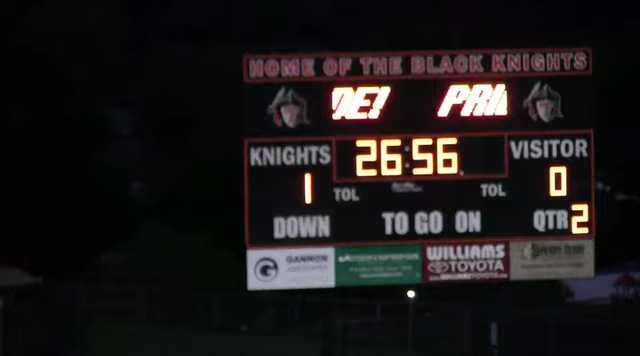 HOME OF THE BLACK KNIGHTS
DE! PRI
KNIGHTS 26:56 VISITOR
1 TOL TOL 0
DOWN TO GO ON QTR 2
G GANNON
WILLIAMS
TOYOTA